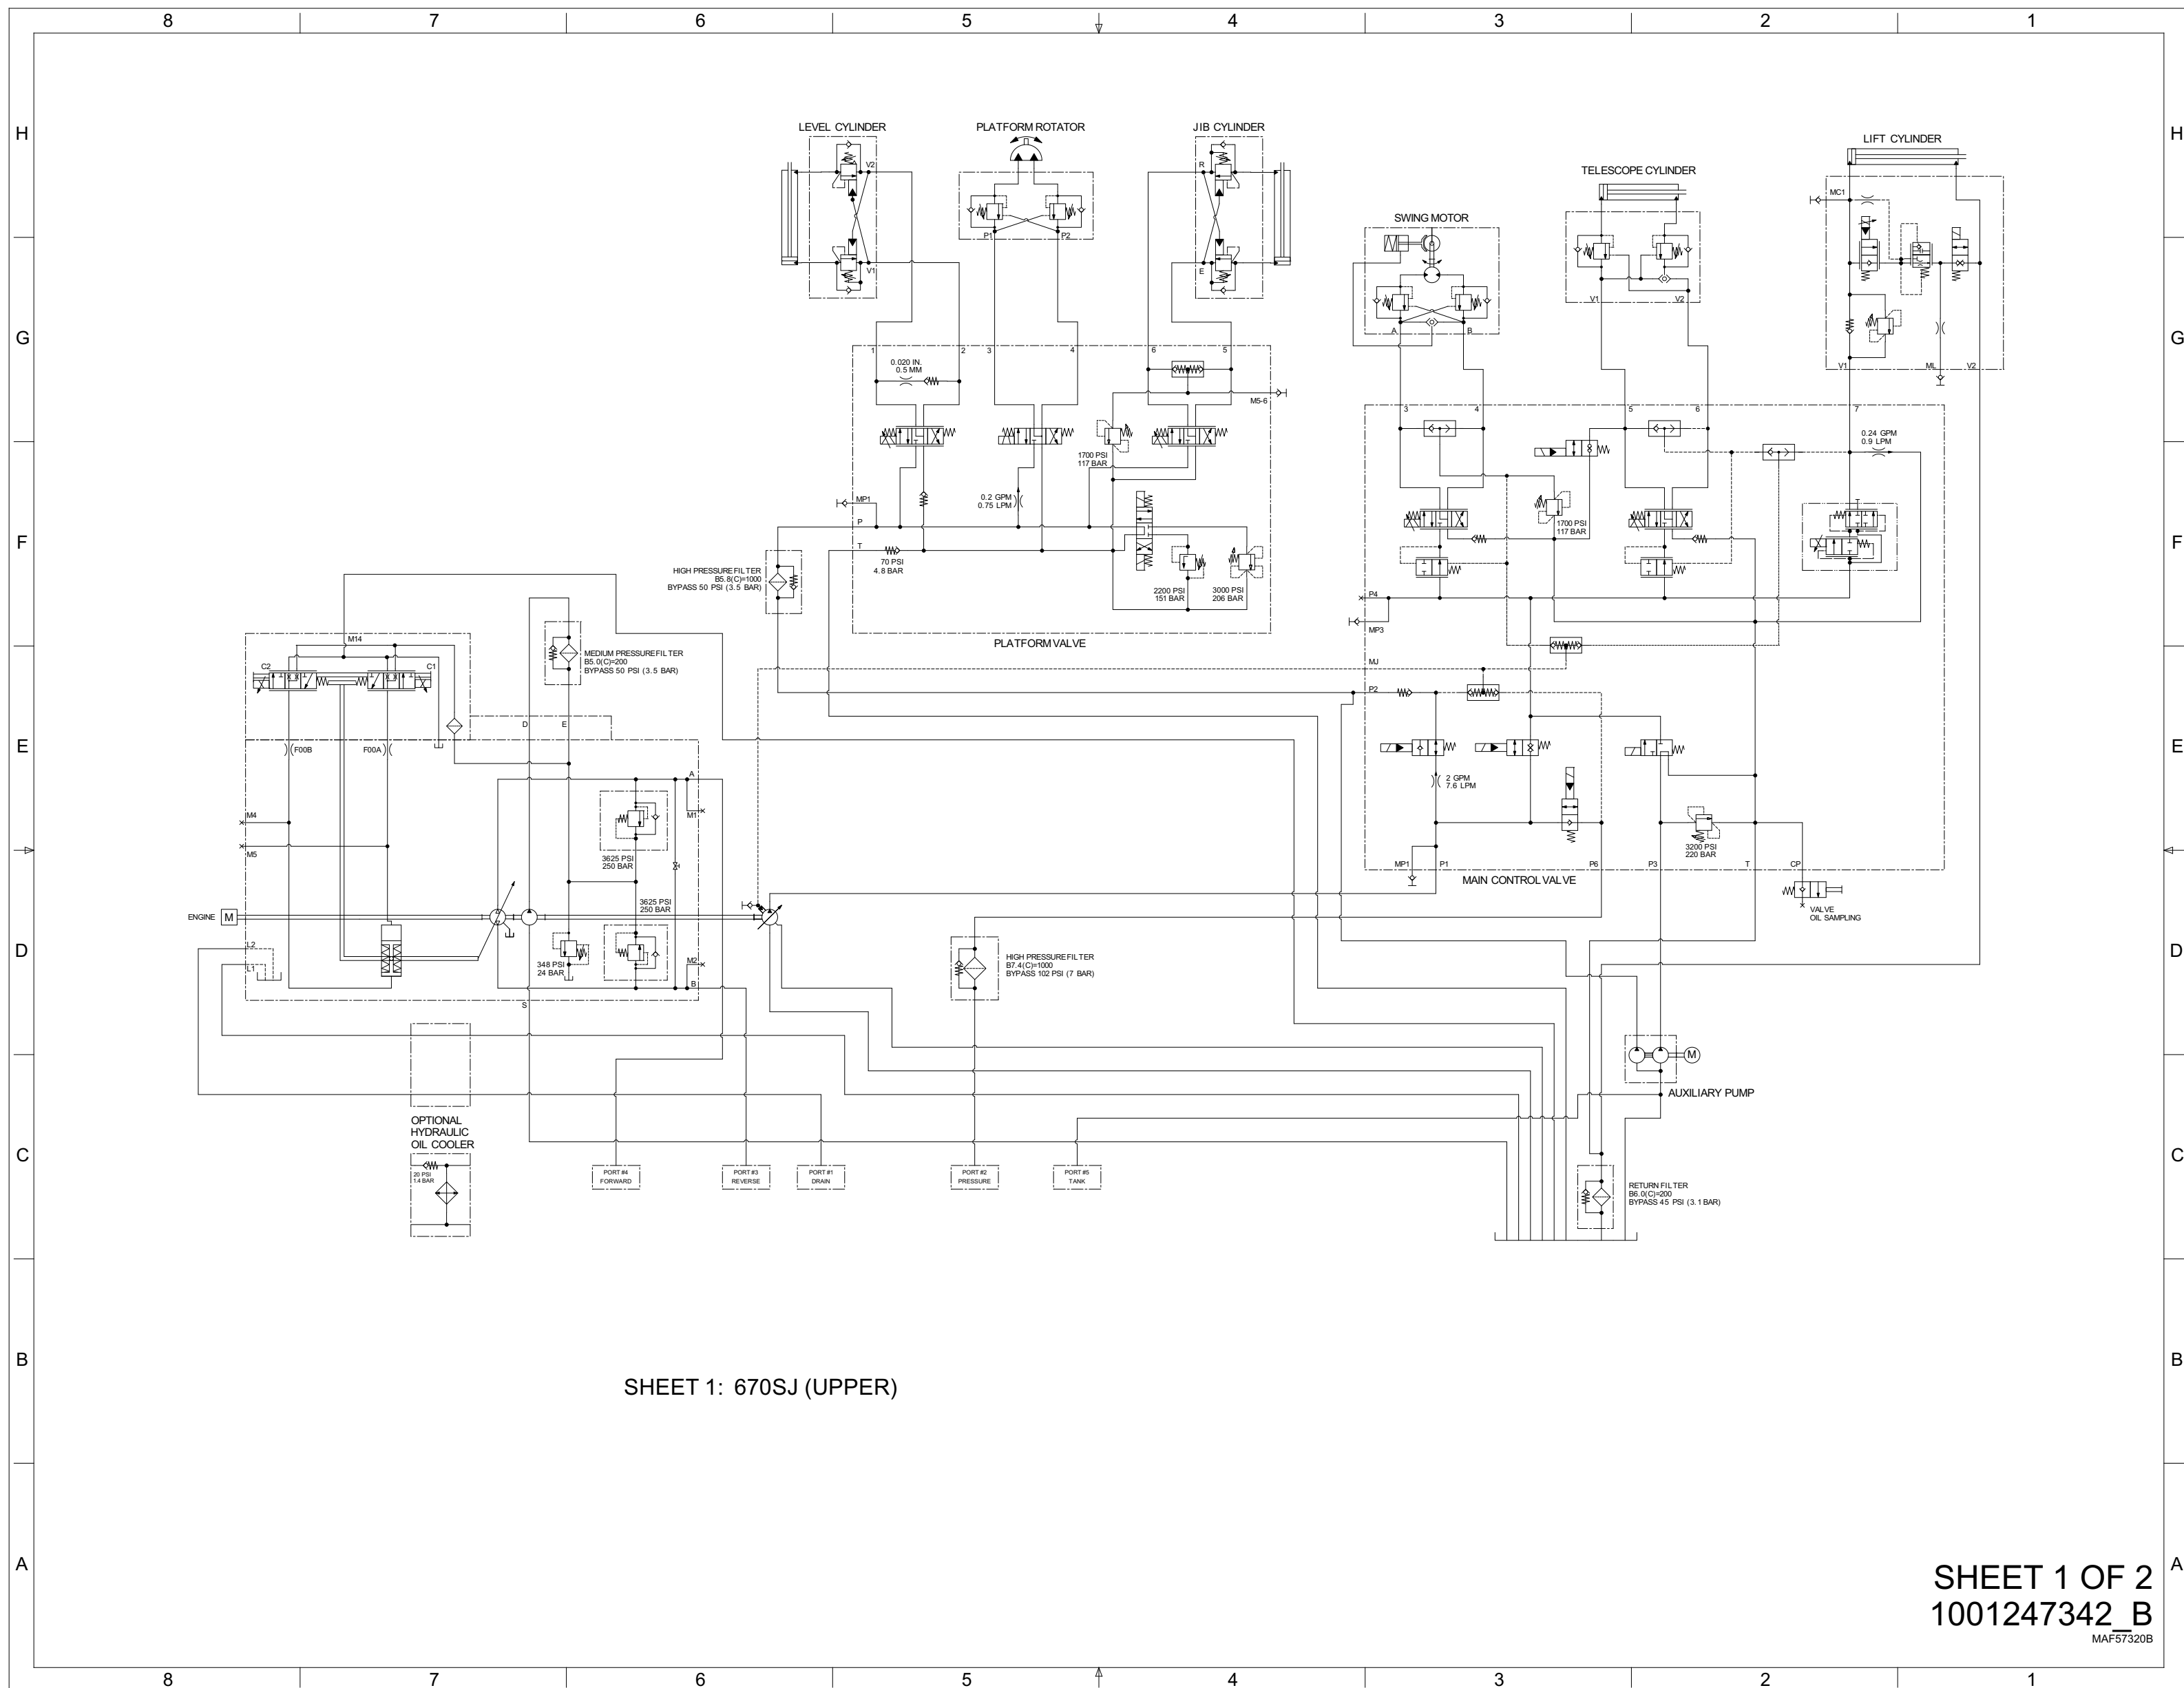 8 7 6 5 4 3 2 1
H
H
LEVEL CYLINDER
V2
V1
PLATFORM ROTATOR
P1
P2
JIB CYLINDER
R
E
SWING MOTOR
A
B
TELESCOPE CYLINDER
V1
V2
LIFT CYLINDER
MC1
V1
ML
V2
G
G
1
2
3
4
6
5
0.020 IN.
0.5 MM
M5-6
1700 PSI
117 BAR
MP1
0.2 GPM
0.75 LPM
P
T
70 PSI
4.8 BAR
2200 PSI
151 BAR
3000 PSI
206 BAR
PLATFORM VALVE
HIGH PRESSURE FILTER
B5.8(C)=1000
BYPASS 50 PSI (3.5 BAR)
3
4
5
6
7
0.24 GPM
0.9 LPM
1700 PSI
117 BAR
F
F
P4
MP3
MJ
P2
2 GPM
7.6 LPM
3200 PSI
220 BAR
MP1
P1
P6
P3
T
CP
MAIN CONTROL VALVE
VALVE
OIL SAMPLING
M14
C2
C1
MEDIUM PRESSURE FILTER
B5.0(C)=200
BYPASS 50 PSI (3.5 BAR)
D
E
E
E
F00B
F00A
A
M1
M4
M5
3625 PSI
250 BAR
3625 PSI
250 BAR
ENGINE
M
L2
L1
348 PSI
24 BAR
M2
B
S
D
D
HIGH PRESSURE FILTER
B7.4(C)=1000
BYPASS 102 PSI (7 BAR)
M
AUXILIARY PUMP
OPTIONAL
HYDRAULIC
OIL COOLER
20 PSI
1.4 BAR
C
C
PORT #4
FORWARD
PORT #3
REVERSE
PORT #1
DRAIN
PORT #2
PRESSURE
PORT #5
TANK
RETURN FILTER
B6.0(C)=200
BYPASS 45 PSI (3.1 BAR)
B
B
SHEET 1: 670SJ (UPPER)
A
A
SHEET 1 OF 2
1001247342_B
MAF57320B
8 7 6 5 4 3 2 1